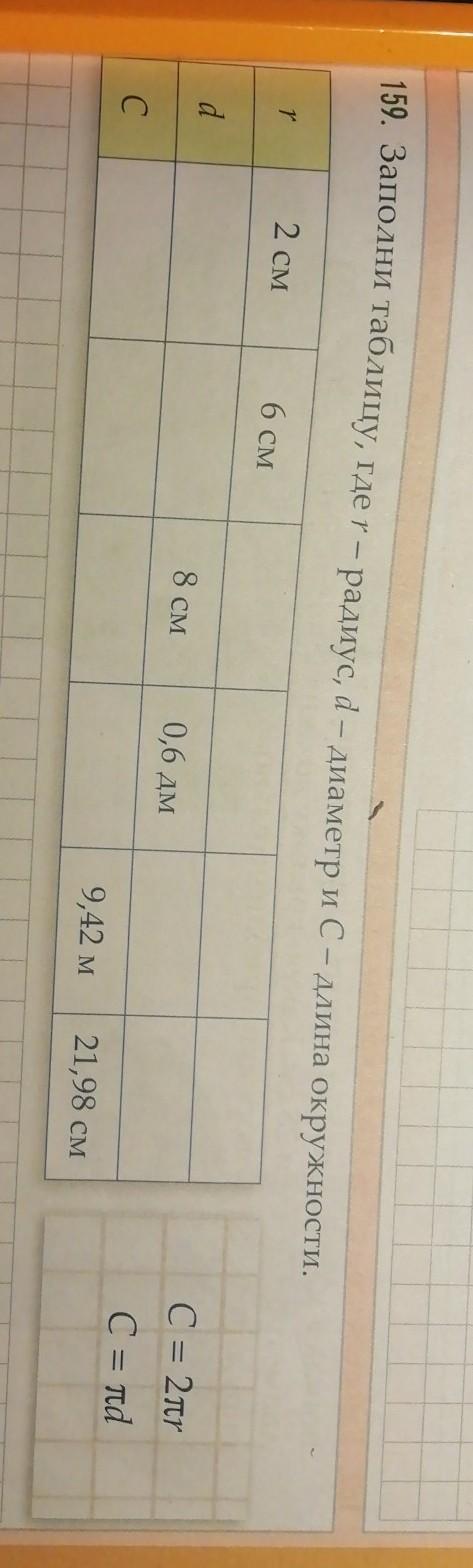 159. Заполни таблицу, где r – радиус, d – диаметр и C – длина окружности.
r 2 см 6 см
d 8 см 0,6 дм
C 9,42 м 21,98 см
C = 2πr
C = πd